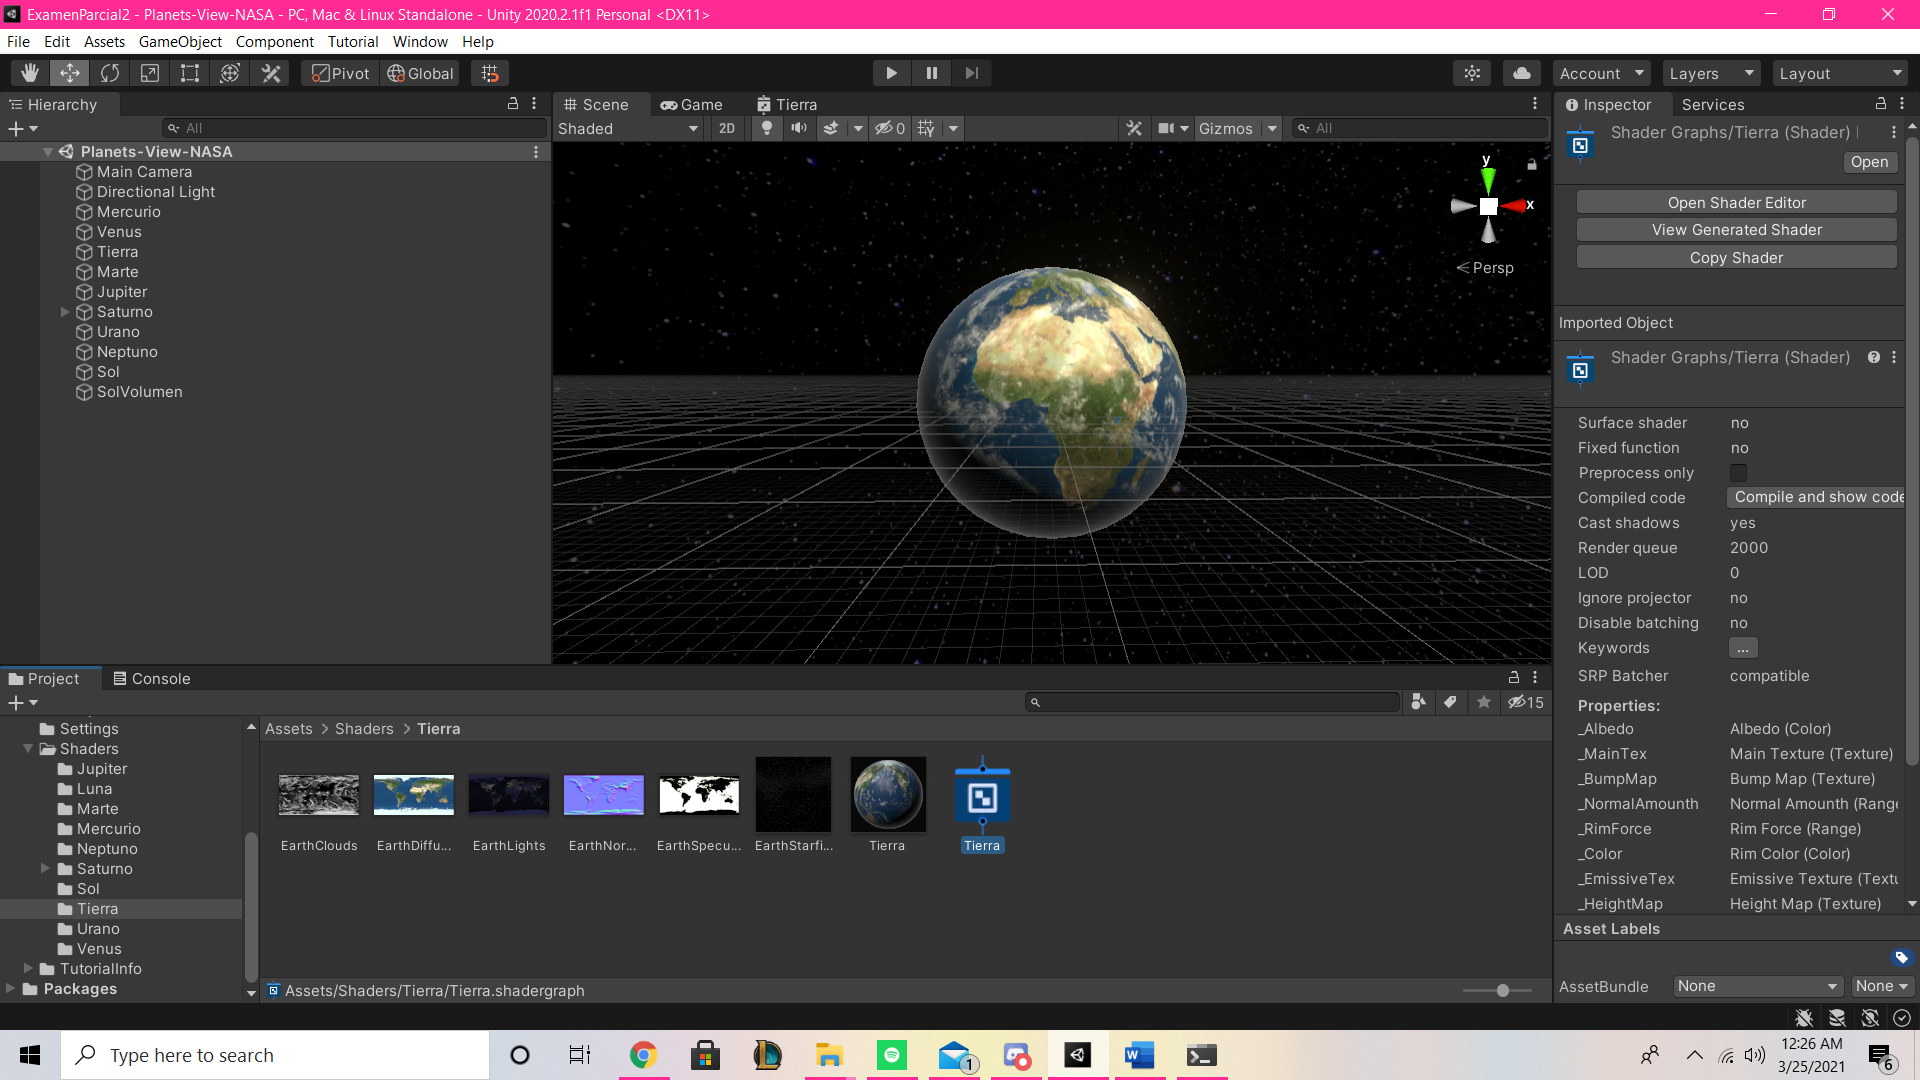 ExamenParcial2 - Planets-View-NASA - PC, Mac & Linux Standalone - Unity 2020.2.1f1 Personal <DX11>
File Edit Assets GameObject Component Tutorial Window Help
Pivot Global Account Layers Layout
Hierarchy
All
Planets-View-NASA
Main Camera
Directional Light
Mercurio
Venus
Tierra
Marte
Jupiter
Saturno
Urano
Neptuno
Sol
SolVolumen
Scene Game Tierra
Shaded 2D 0 Gizmos All
y
x
Persp
Inspector Services
Shader Graphs/Tierra (Shader)
Open
Open Shader Editor
View Generated Shader
Copy Shader
Imported Object
Shader Graphs/Tierra (Shader)
Surface shader no
Fixed function no
Preprocess only
Compiled code Compile and show code
Cast shadows yes
Render queue 2000
LOD 0
Ignore projector no
Disable batching no
Keywords ...
SRP Batcher compatible
Properties:
_Albedo Albedo (Color)
_MainTex Main Texture (Texture)
_BumpMap Bump Map (Texture)
_NormalAmounth Normal Amounth (Range
_RimForce Rim Force (Range)
_Color Rim Color (Color)
_EmissiveTex Emissive Texture (Textu
_HeightMap Height Map (Texture)
Asset Labels
AssetBundle None None
Project Console
15
Settings
Shaders
Jupiter
Luna
Marte
Mercurio
Neptuno
Saturno
Sol
Tierra
Urano
Venus
TutorialInfo
Packages
Assets > Shaders > Tierra
EarthClouds EarthDiffu... EarthLights EarthNor... EarthSpecu... EarthStarfi... Tierra Tierra
Assets/Shaders/Tierra/Tierra.shadergraph
Type here to search
1
12:26 AM
3/25/2021
6